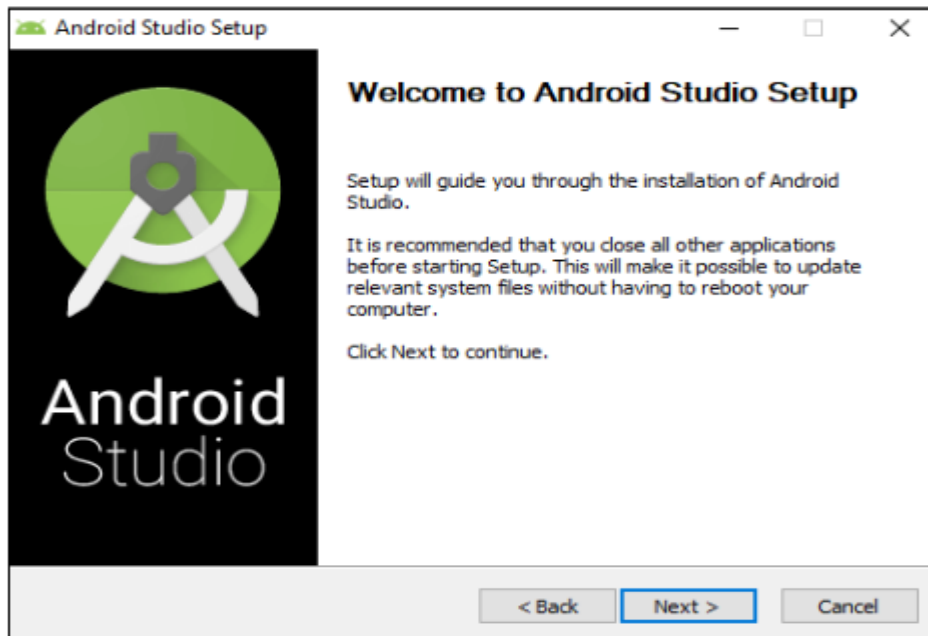 Android Studio Setup
Welcome to Android Studio Setup
Setup will guide you through the installation of Android
Studio.
It is recommended that you close all other applications
before starting Setup. This will make it possible to update
relevant system files without having to reboot your
computer.
Click Next to continue.
Android
Studio
< Back Next > Cancel